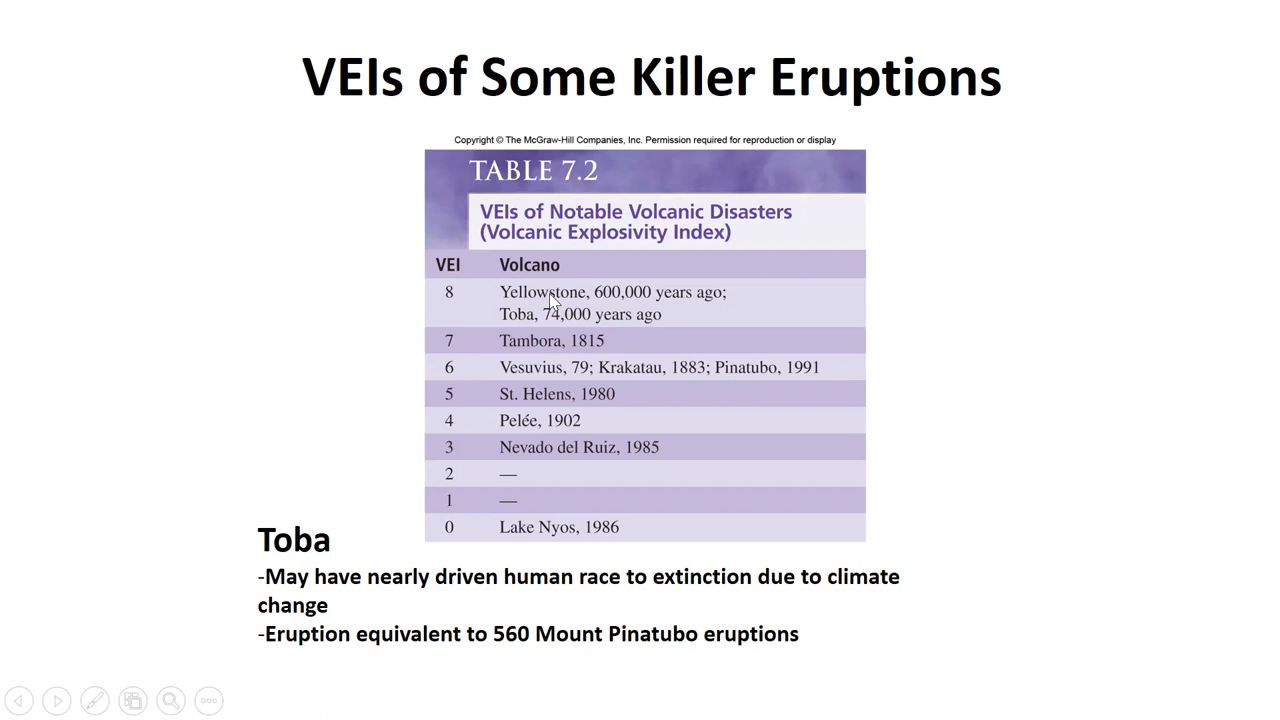 VEIs of Some Killer Eruptions
Copyright © The McGraw-Hill Companies, Inc. Permission required for reproduction or display
TABLE 7.2
VEIs of Notable Volcanic Disasters
(Volcanic Explosivity Index)
VEI Volcano
8 Yellowstone, 600,000 years ago;
Toba, 74,000 years ago
7 Tambora, 1815
6 Vesuvius, 79; Krakatau, 1883; Pinatubo, 1991
5 St. Helens, 1980
4 Pelée, 1902
3 Nevado del Ruiz, 1985
2 —
1 —
0 Lake Nyos, 1986
Toba
-May have nearly driven human race to extinction due to climate
change
-Eruption equivalent to 560 Mount Pinatubo eruptions